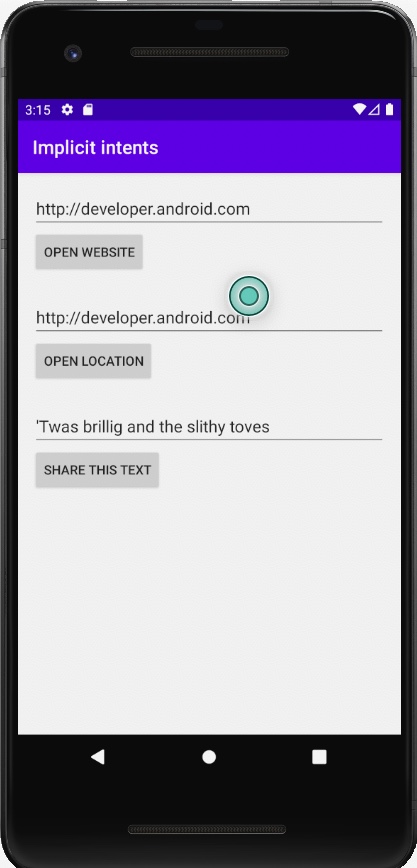 3:15
Implicit intents
http://developer.android.com
OPEN WEBSITE
http://developer.android.com
OPEN LOCATION
'Twas brillig and the slithy toves
SHARE THIS TEXT